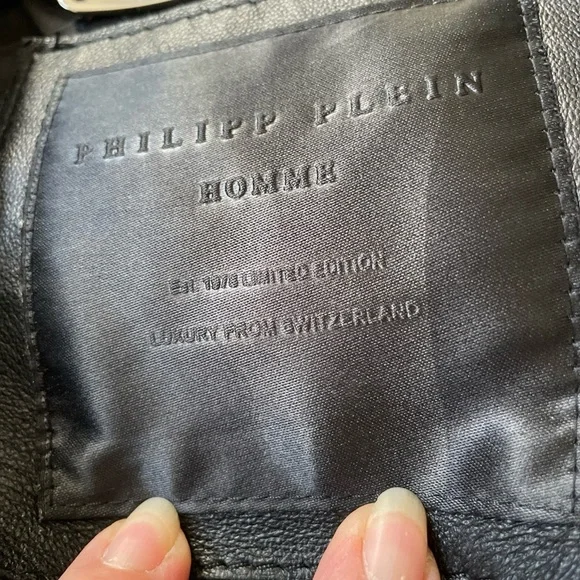 PHILIPP PLEIN
HOMME
Est. 1978 LIMITED EDITION
LUXURY FROM SWITZERLAND